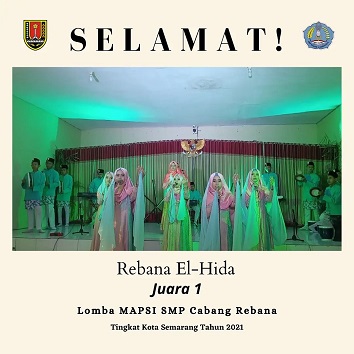 SELAMAT!
Rebana El-Hida
Juara 1
Lomba MAPSI SMP Cabang Rebana
Tingkat Kota Semarang Tahun 2021